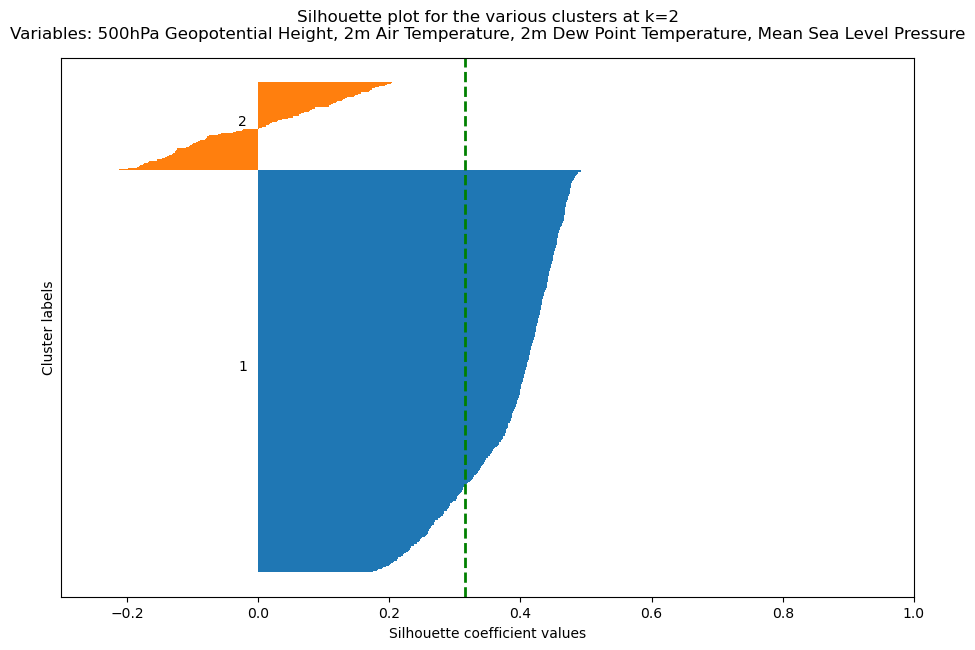 Silhouette plot for the various clusters at k=2
Variables: 500hPa Geopotential Height, 2m Air Temperature, 2m Dew Point Temperature, Mean Sea Level Pressure
2
Cluster labels
1
−0.2 0.0 0.2 0.4 0.6 0.8 1.0
Silhouette coefficient values